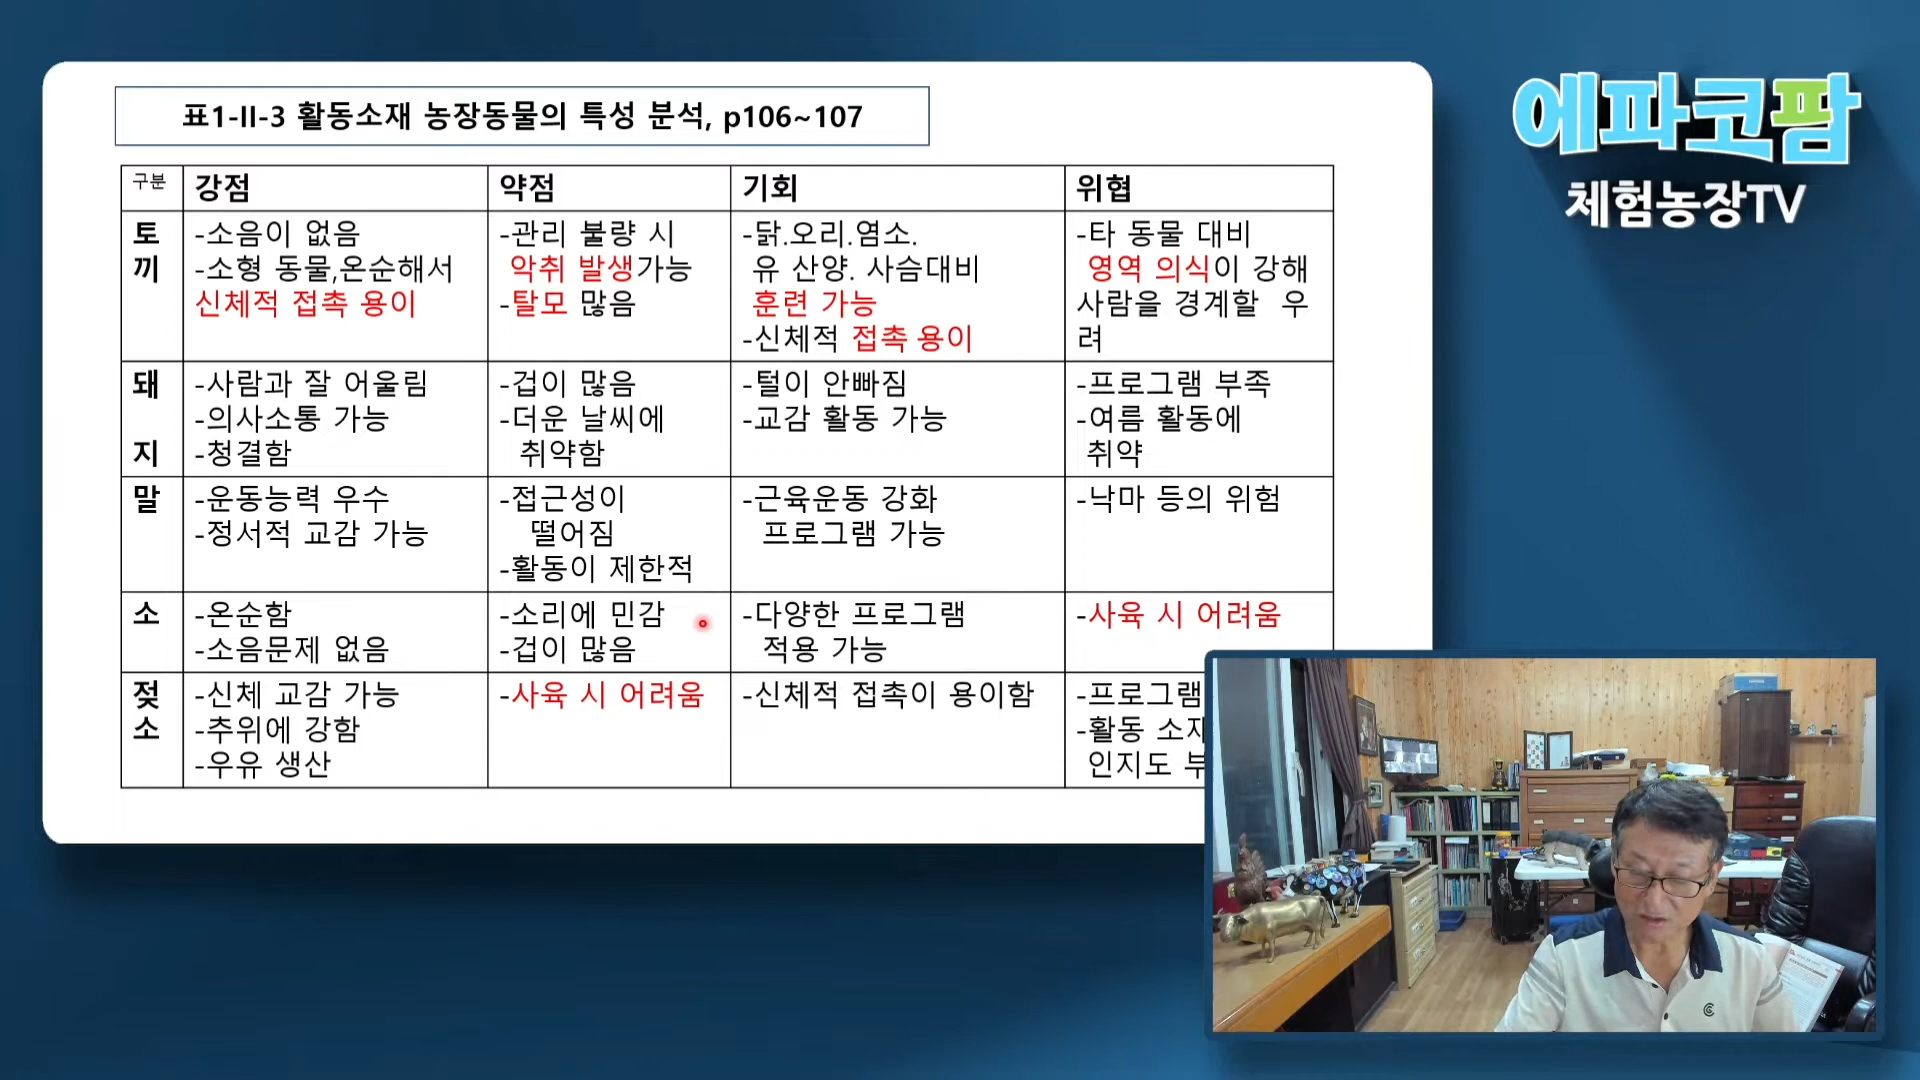 표1-II-3 활동소재 농장동물의 특성 분석, p106~107
에파코팜
체험농장TV
구분 강점 약점 기회 위협
토끼
-소음이 없음
-소형 동물,온순해서
신체적 접촉 용이
-관리 불량 시
악취 발생가능
-탈모 많음
-닭.오리.염소.
유 산양. 사슴대비
훈련 가능
-신체적 접촉 용이
-타 동물 대비
영역 의식이 강해
사람을 경계할 우
려
돼지
-사람과 잘 어울림
-의사소통 가능
-청결함
-겁이 많음
-더운 날씨에
취약함
-털이 안빠짐
-교감 활동 가능
-프로그램 부족
-여름 활동에
취약
말
-운동능력 우수
-정서적 교감 가능
-접근성이
떨어짐
-활동이 제한적
-근육운동 강화
프로그램 가능
-낙마 등의 위험
소
-온순함
-소음문제 없음
-소리에 민감
-겁이 많음
-다양한 프로그램
적용 가능
-사육 시 어려움
젖소
-신체 교감 가능
-추위에 강함
-우유 생산
-사육 시 어려움
-신체적 접촉이 용이함
-프로그램
-활동 소재
인지도